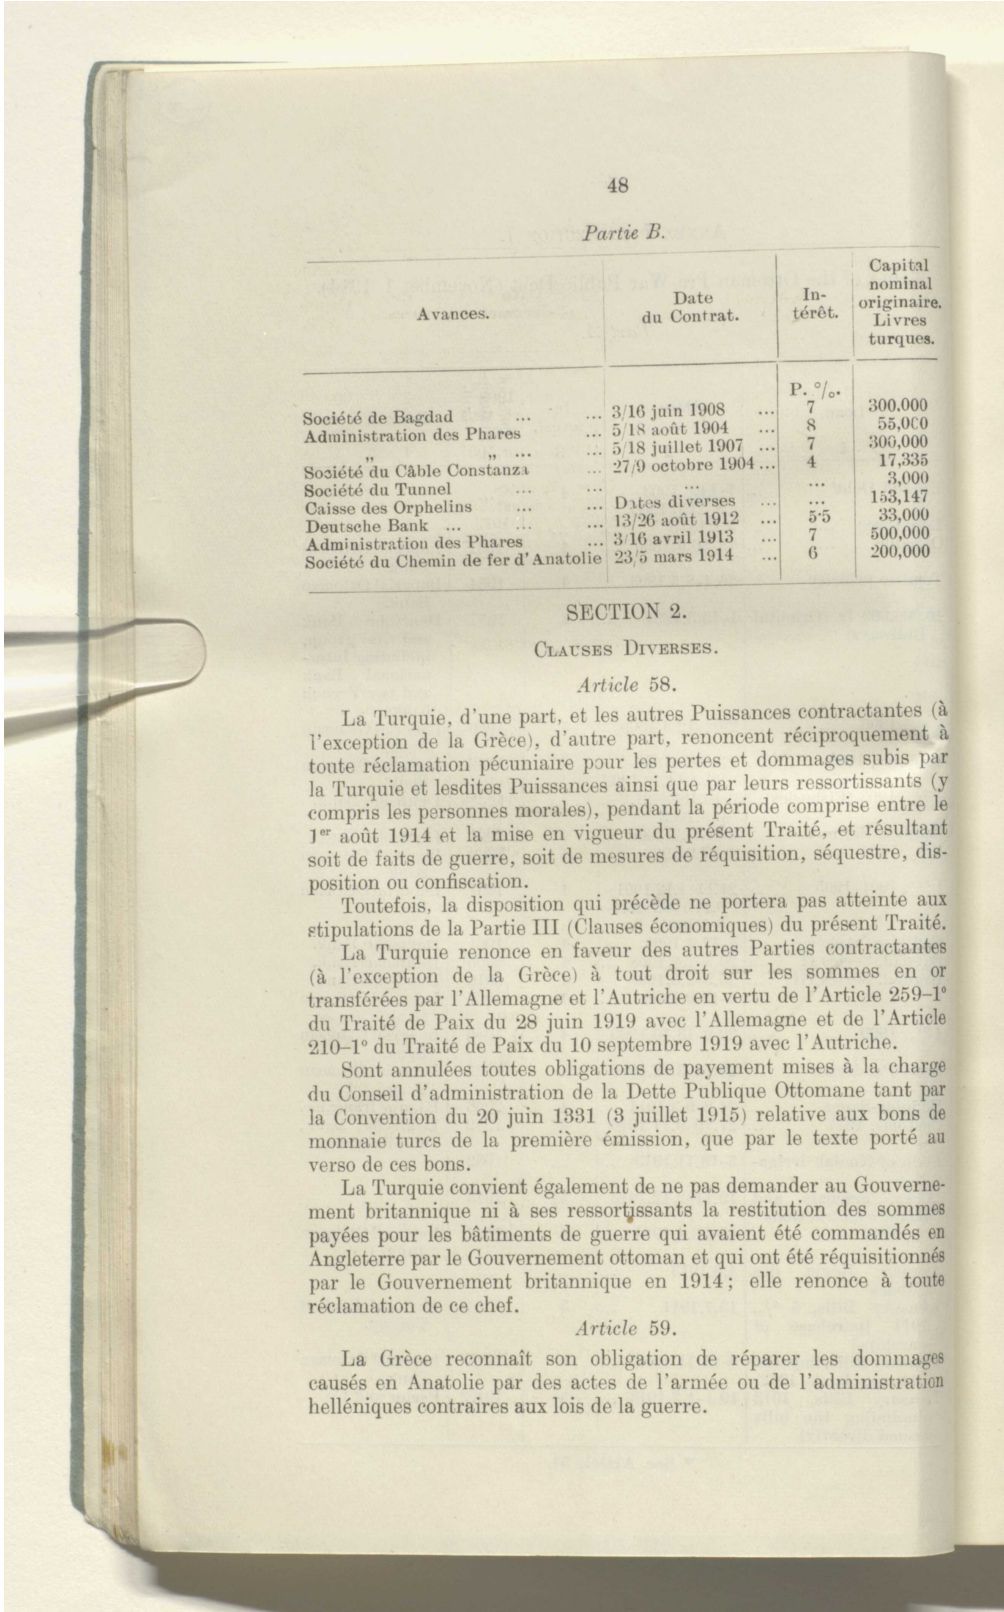 48
Partie B.
Avances.
Date
du Contrat.
In-
térêt.
Capital
nominal
originaire.
Livres
turques.
P. %.
Société de Bagdad ... ... 3/16 juin 1908 ... 7 300,000
Administration des Phares ... 5/18 août 1904 ... 8 55,000
„ „ ... ... 5/18 juillet 1907 ... 7 300,000
Société du Câble Constanza ... 27/9 octobre 1904 ... 4 17,335
Société du Tunnel ... ... ... ... 3,000
Caisse des Orphelins ... ... Dates diverses ... ... 153,147
Deutsche Bank ... ... ... 13/26 août 1912 ... 5·5 33,000
Administration des Phares ... 3/16 avril 1913 ... 7 500,000
Société du Chemin de fer d'Anatolie 23/5 mars 1914 ... 6 200,000
SECTION 2.
CLAUSES DIVERSES.
Article 58.
La Turquie, d'une part, et les autres Puissances contractantes (à
l'exception de la Grèce), d'autre part, renoncent réciproquement à
toute réclamation pécuniaire pour les pertes et dommages subis par
la Turquie et lesdites Puissances ainsi que par leurs ressortissants (y
compris les personnes morales), pendant la période comprise entre le
1er août 1914 et la mise en vigueur du présent Traité, et résultant
soit de faits de guerre, soit de mesures de réquisition, séquestre, dis-
position ou confiscation.
Toutefois, la disposition qui précède ne portera pas atteinte aux
stipulations de la Partie III (Clauses économiques) du présent Traité.
La Turquie renonce en faveur des autres Parties contractantes
(à l'exception de la Grèce) à tout droit sur les sommes en or
transférées par l'Allemagne et l'Autriche en vertu de l'Article 259–1°
du Traité de Paix du 28 juin 1919 avec l'Allemagne et de l'Article
210–1° du Traité de Paix du 10 septembre 1919 avec l'Autriche.
Sont annulées toutes obligations de payement mises à la charge
du Conseil d'administration de la Dette Publique Ottomane tant par
la Convention du 20 juin 1331 (3 juillet 1915) relative aux bons de
monnaie turcs de la première émission, que par le texte porté au
verso de ces bons.
La Turquie convient également de ne pas demander au Gouverne-
ment britannique ni à ses ressortissants la restitution des sommes
payées pour les bâtiments de guerre qui avaient été commandés en
Angleterre par le Gouvernement ottoman et qui ont été réquisitionnés
par le Gouvernement britannique en 1914; elle renonce à toute
réclamation de ce chef.
Article 59.
La Grèce reconnaît son obligation de réparer les dommages
causés en Anatolie par des actes de l'armée ou de l'administration
helléniques contraires aux lois de la guerre.